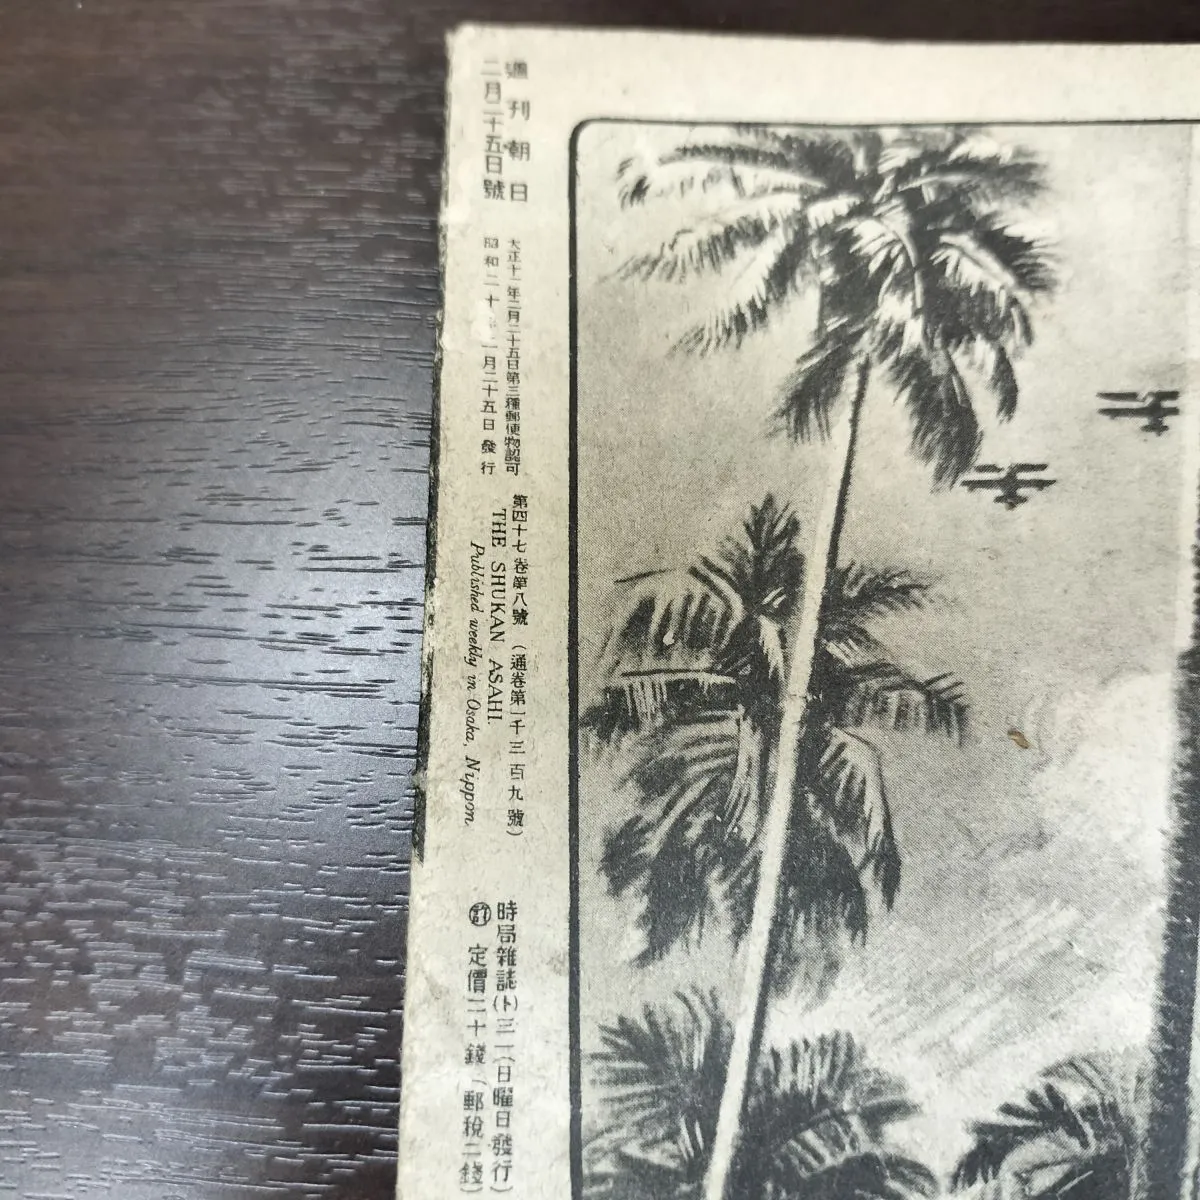 週刊朝日
二月二十五日號
大正十一年二月二十五日第三種郵便物認可
昭和二十年二月二十五日發行
第四十七卷第八號 (通卷第一千三百九號)
THE SHUKAN ASAHI.
Published weekly in Osaka, Nippon.
時局雜誌(ト)三一(日曜日發行)
定價二十錢(郵稅二錢)